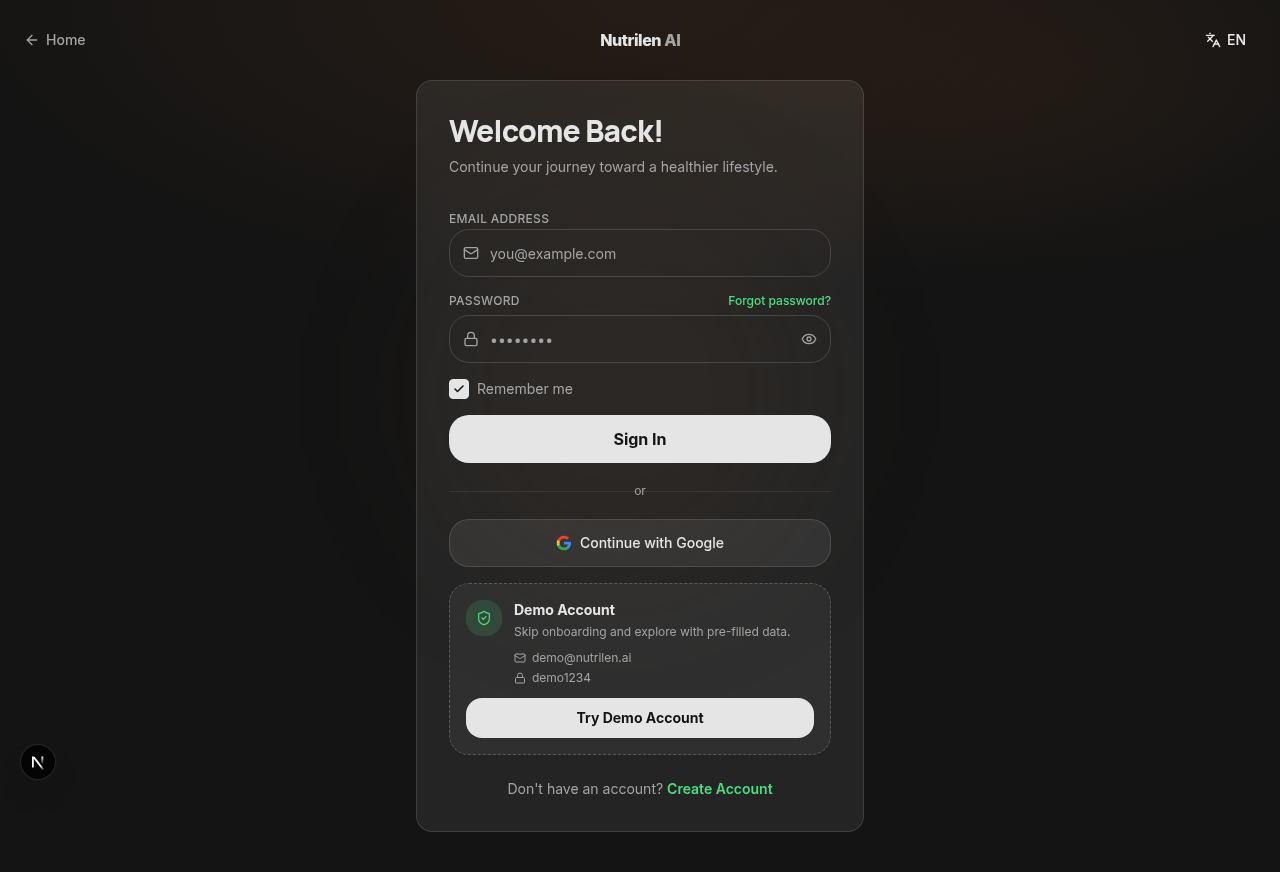 Home
Nutrilen AI
EN
Welcome Back!
Continue your journey toward a healthier lifestyle.
EMAIL ADDRESS
you@example.com
PASSWORD
Forgot password?
••••••••
Remember me
Sign In
or
Continue with Google
Demo Account
Skip onboarding and explore with pre-filled data.
demo@nutrilen.ai
demo1234
Try Demo Account
N
Don't have an account? Create Account